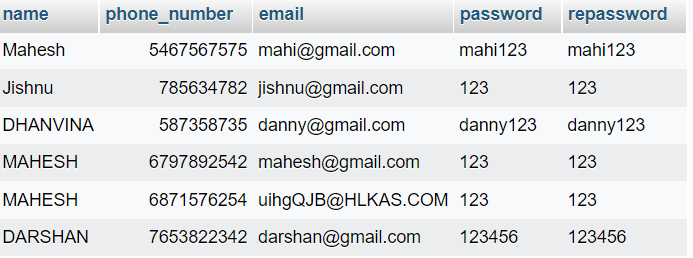 name phone_number email password repassword
Mahesh 5467567575 mahi@gmail.com mahi123 mahi123
Jishnu 785634782 jishnu@gmail.com 123 123
DHANVINA 587358735 danny@gmail.com danny123 danny123
MAHESH 6797892542 mahesh@gmail.com 123 123
MAHESH 6871576254 uihgQJB@HLKAS.COM 123 123
DARSHAN 7653822342 darshan@gmail.com 123456 123456